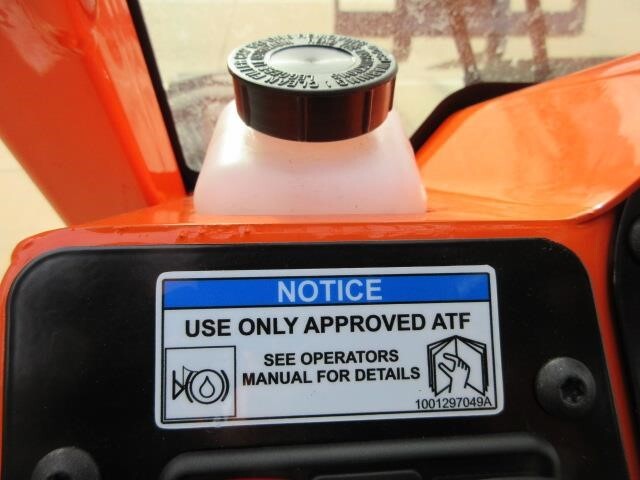 NOTICE
USE ONLY APPROVED ATF
SEE OPERATORS
MANUAL FOR DETAILS
1001297049A